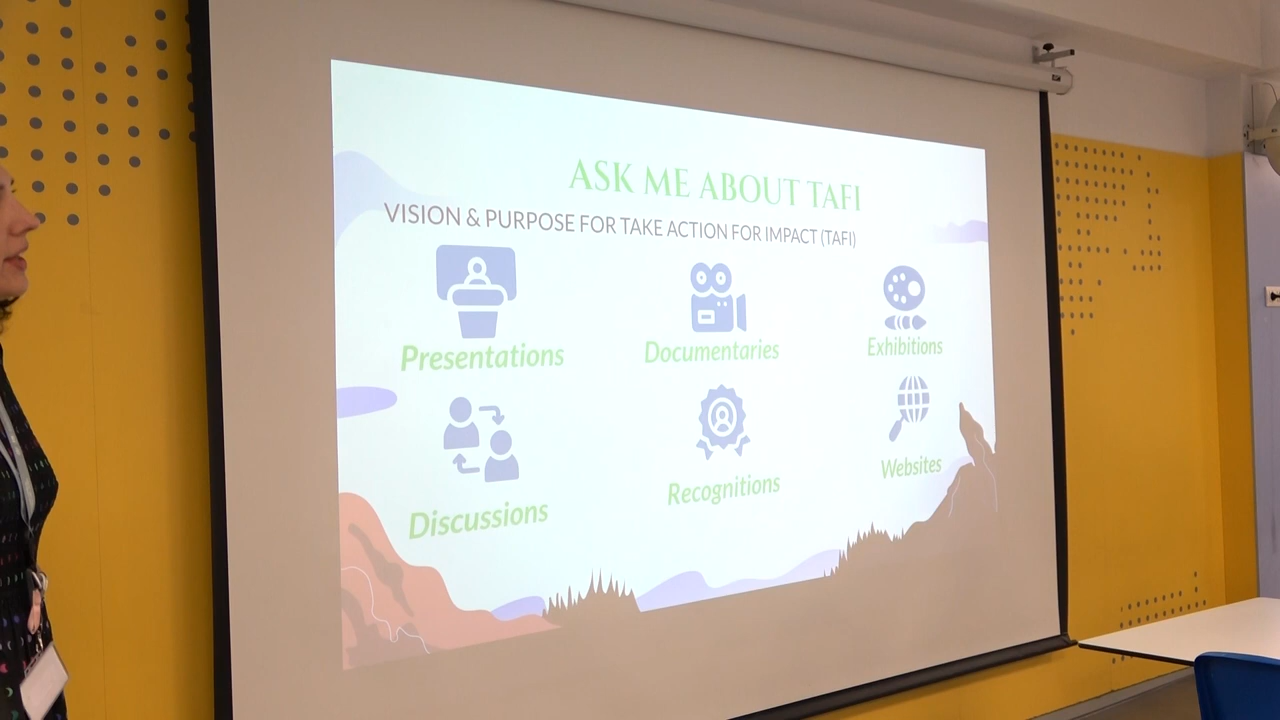 ASK ME ABOUT TAFI
VISION & PURPOSE FOR TAKE ACTION FOR IMPACT (TAFI)
Presentations
Documentaries
Exhibitions
Discussions
Recognitions
Websites